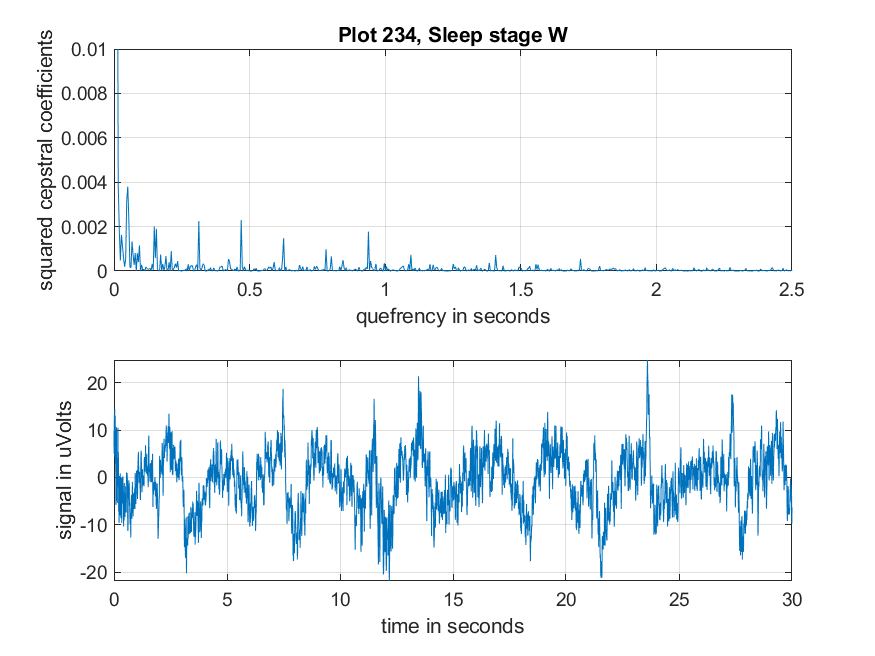 Plot 234, Sleep stage W
squared cepstral coefficients
0.01
0.008
0.006
0.004
0.002
0
0 0.5 1 1.5 2 2.5
quefrency in seconds
signal in uVolts
20
10
0
-10
-20
0 5 10 15 20 25 30
time in seconds